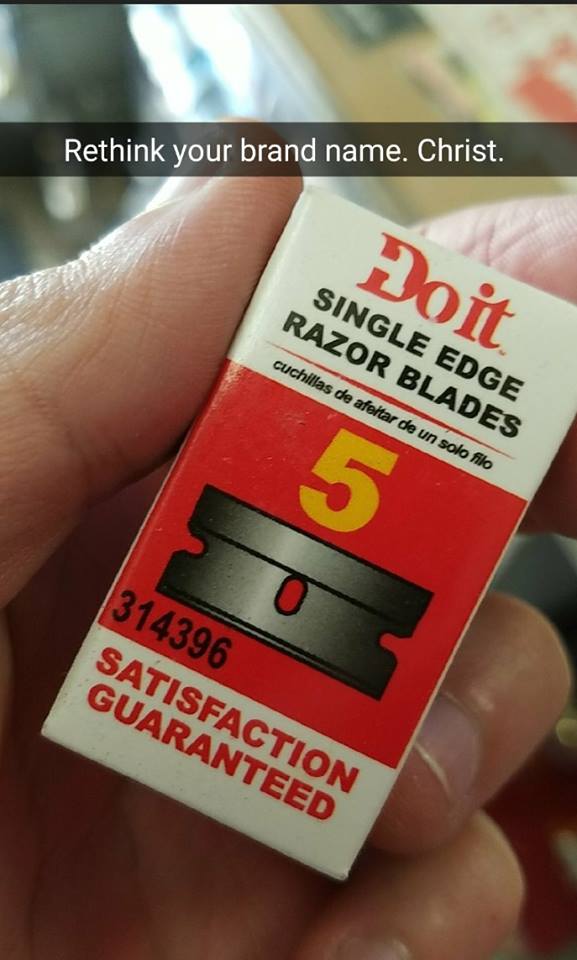 Rethink your brand name. Christ.
Do it
SINGLE EDGE
RAZOR BLADES
cuchillas de afeitar de un solo filo
5
314396
SATISFACTION
GUARANTEED